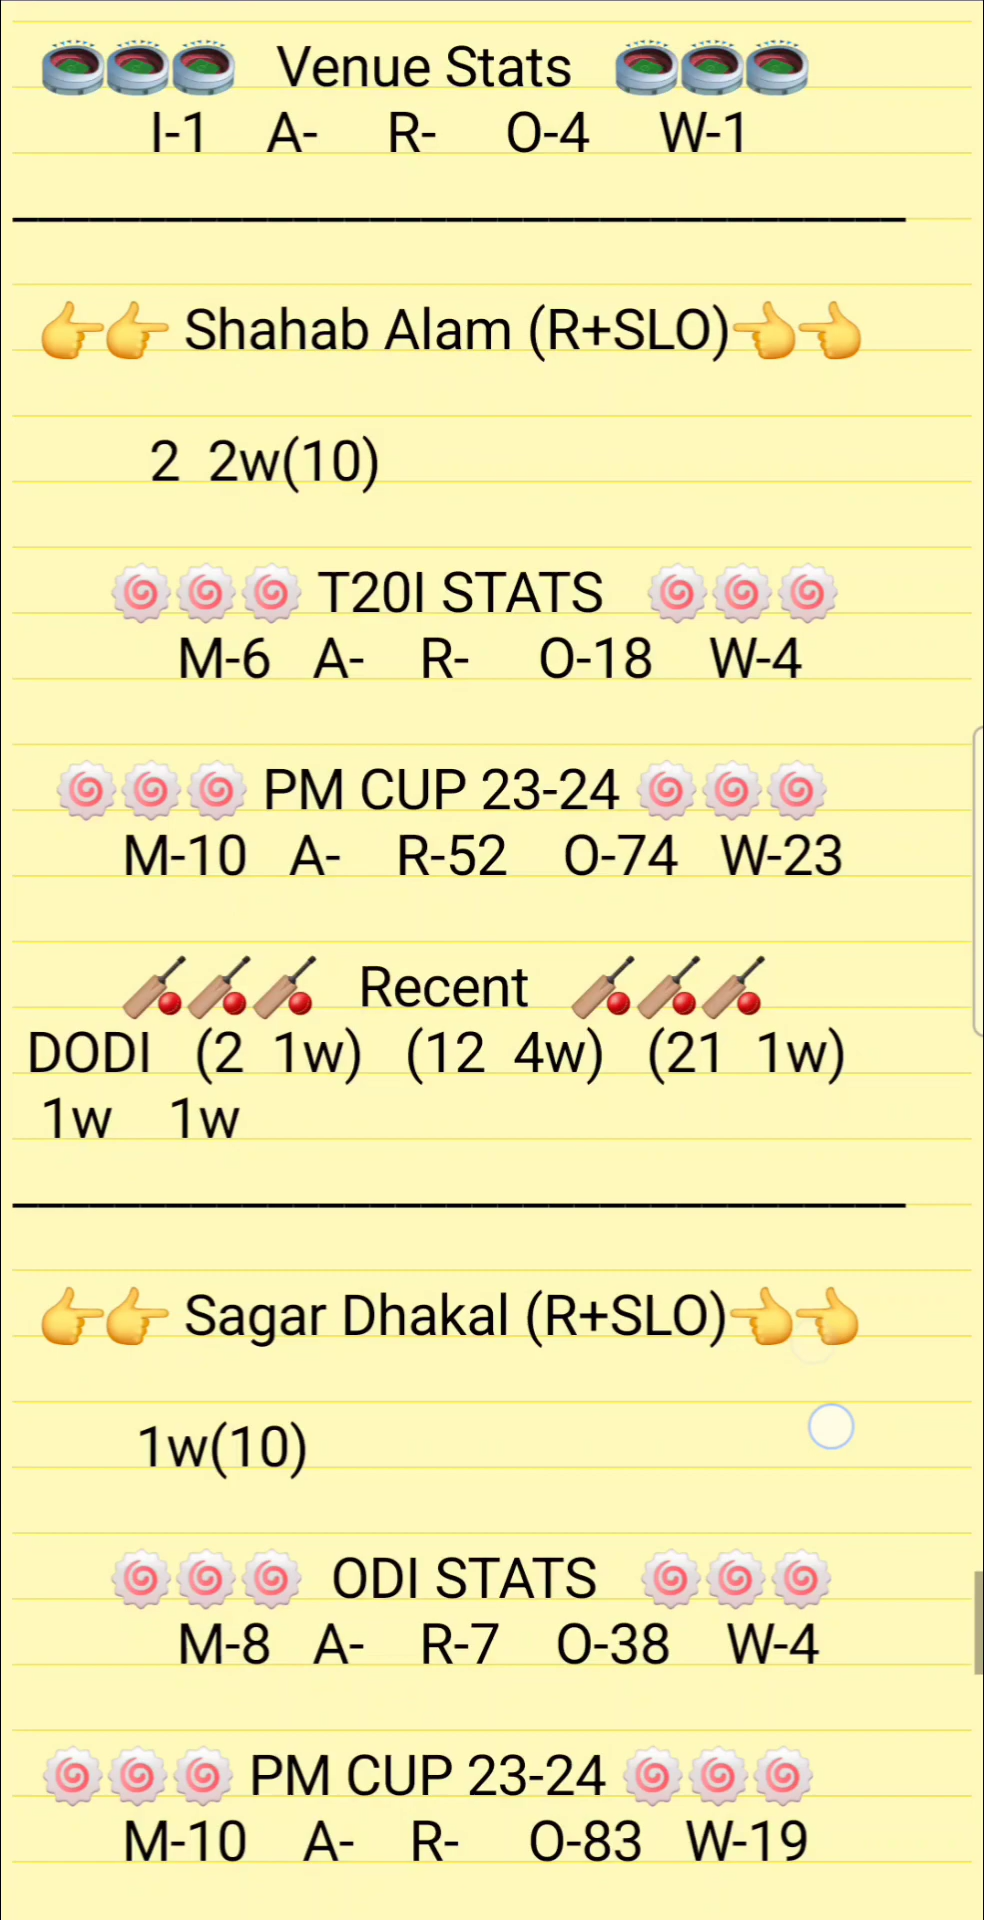 Venue Stats
I-1 A- R- O-4 W-1
Shahab Alam (R+SLO)
2 2w(10)
T20I STATS
M-6 A- R- O-18 W-4
PM CUP 23-24
M-10 A- R-52 O-74 W-23
Recent
DODI (2 1w) (12 4w) (21 1w)
1w 1w
Sagar Dhakal (R+SLO)
1w(10)
ODI STATS
M-8 A- R-7 O-38 W-4
PM CUP 23-24
M-10 A- R- O-83 W-19